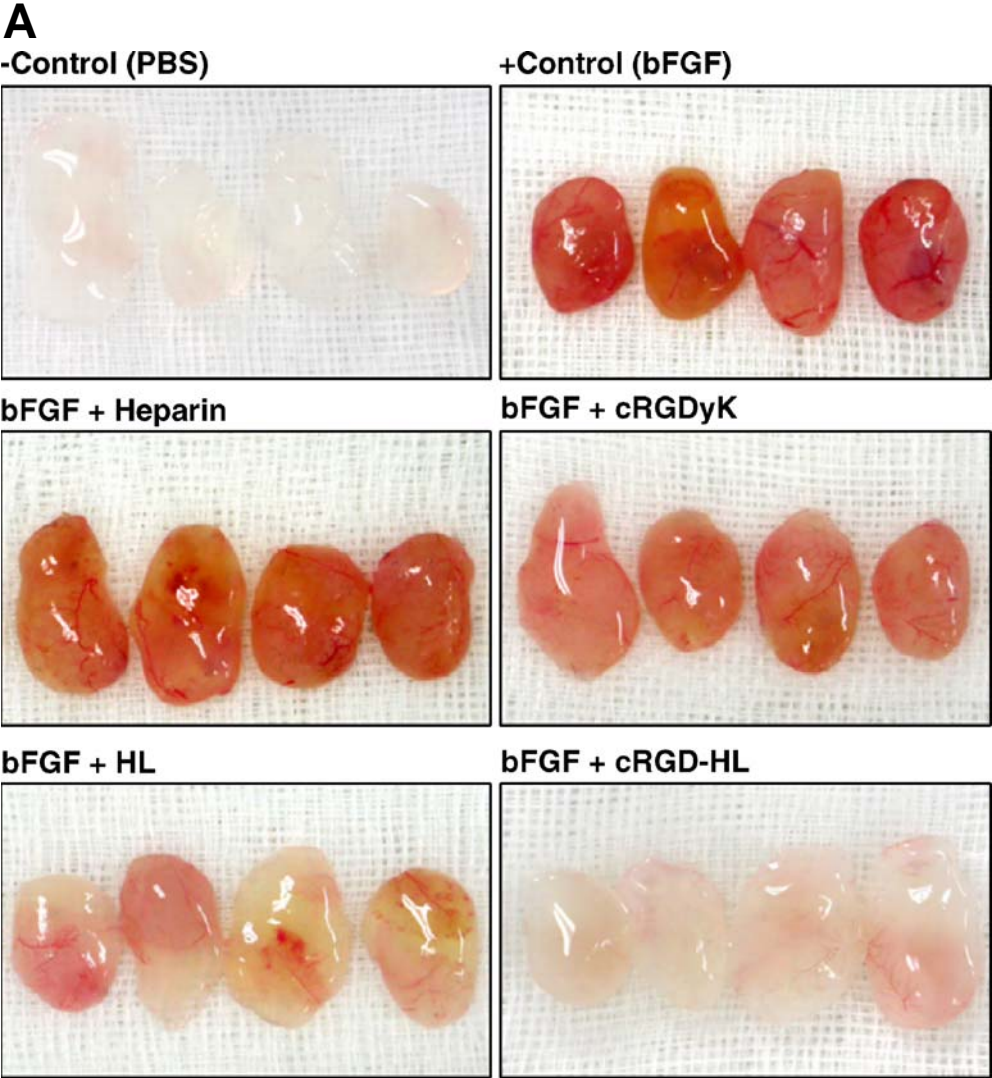 A
-Control (PBS)
+Control (bFGF)
bFGF + Heparin
bFGF + cRGDyK
bFGF + HL
bFGF + cRGD-HL